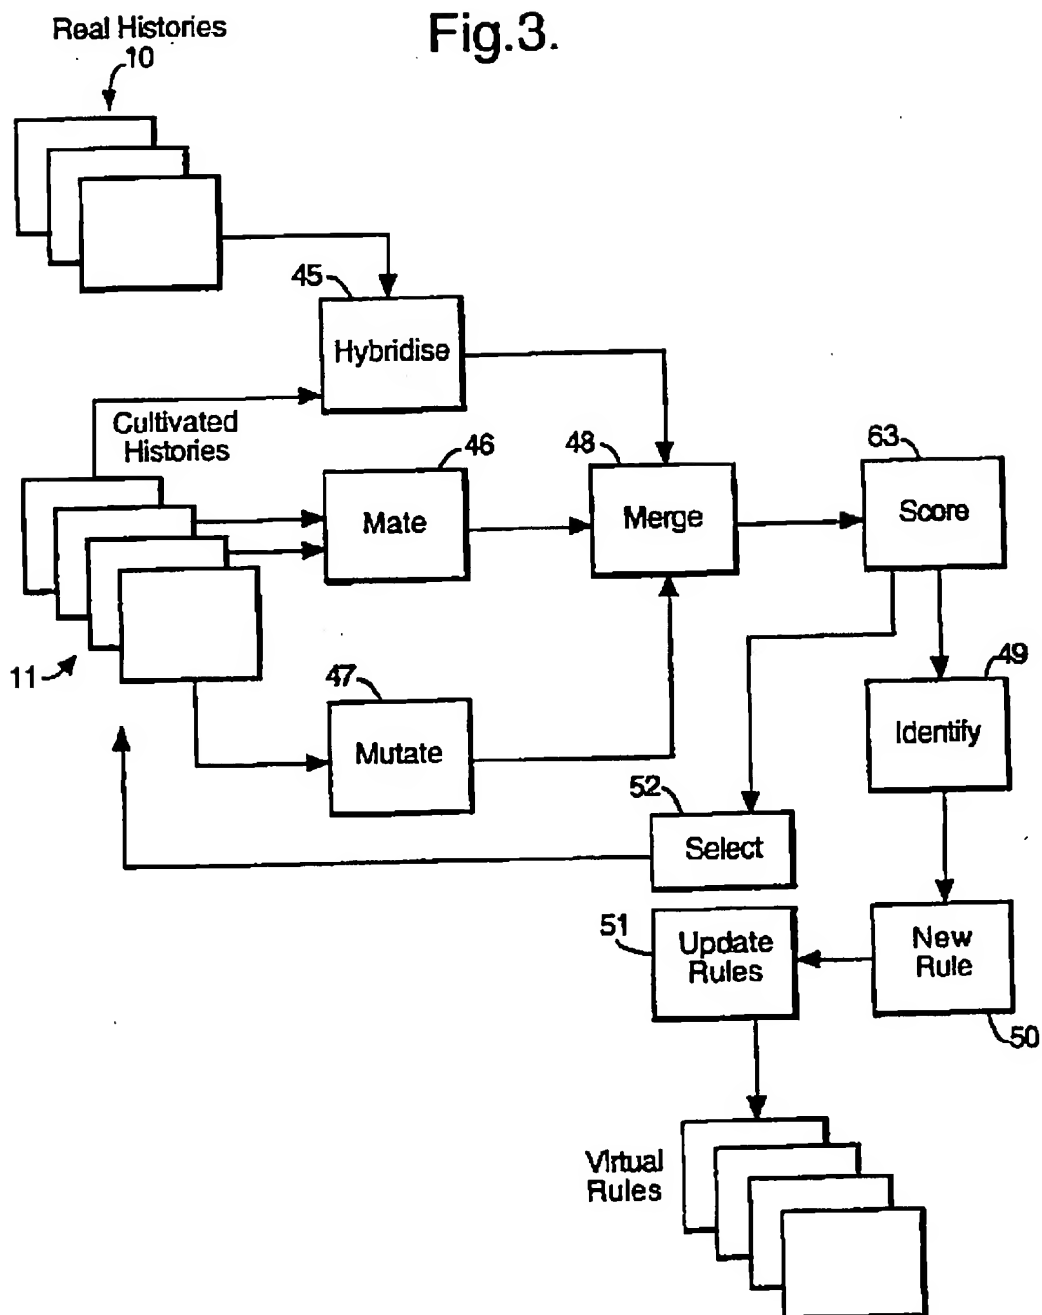 Real Histories
10
Fig.3.
45
Hybridise
Cultivated
Histories
46
Mate
48
Merge
63
Score
11
47
Mutate
49
Identify
52
Select
51
Update
Rules
New
Rule
50
Virtual
Rules